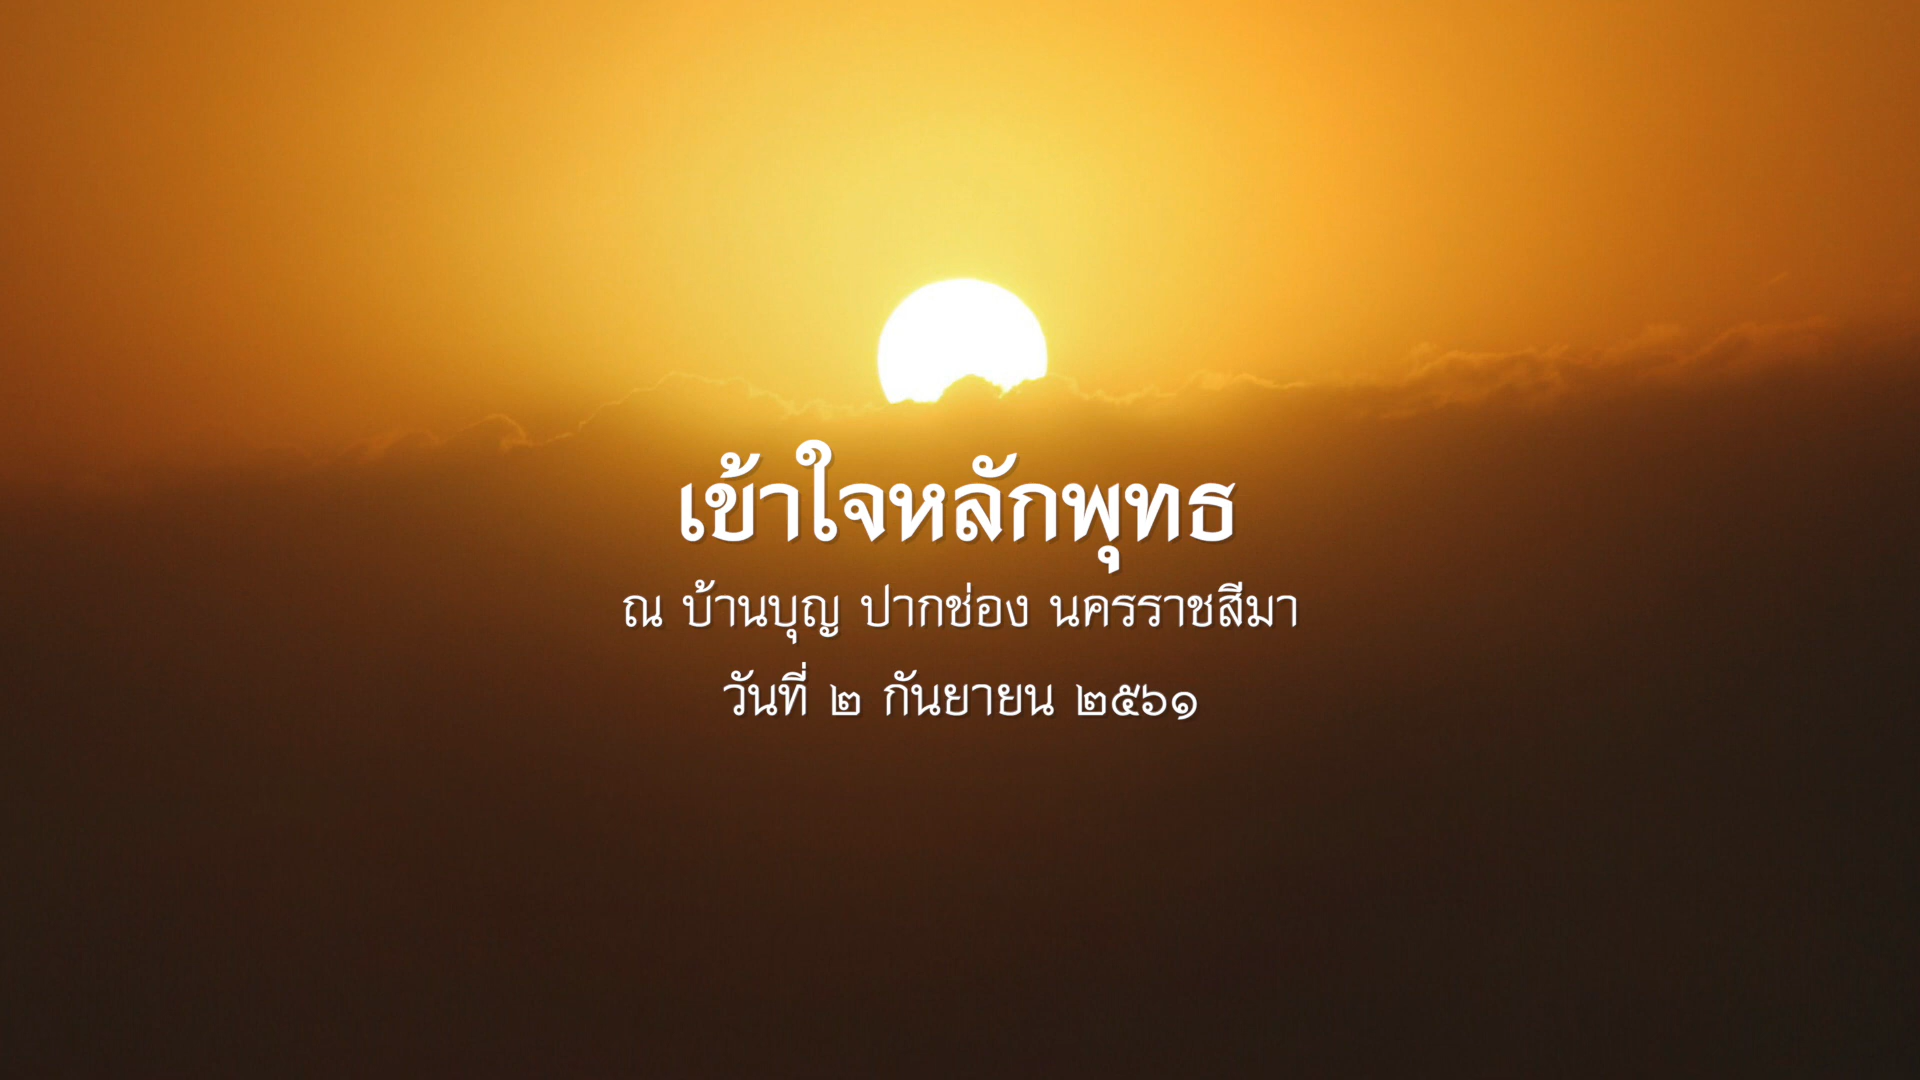 เข้าใจหลักพุทธ
ณ บ้านบุญ ปากช่อง นครราชสีมา
วันที่ ๒ กันยายน ๒๕๖๑